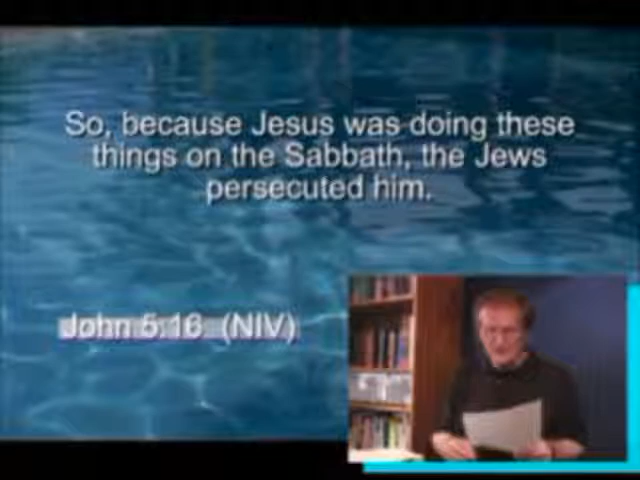 So, because Jesus was doing these
things on the Sabbath, the Jews
persecuted him.
John 5:16 (NIV)